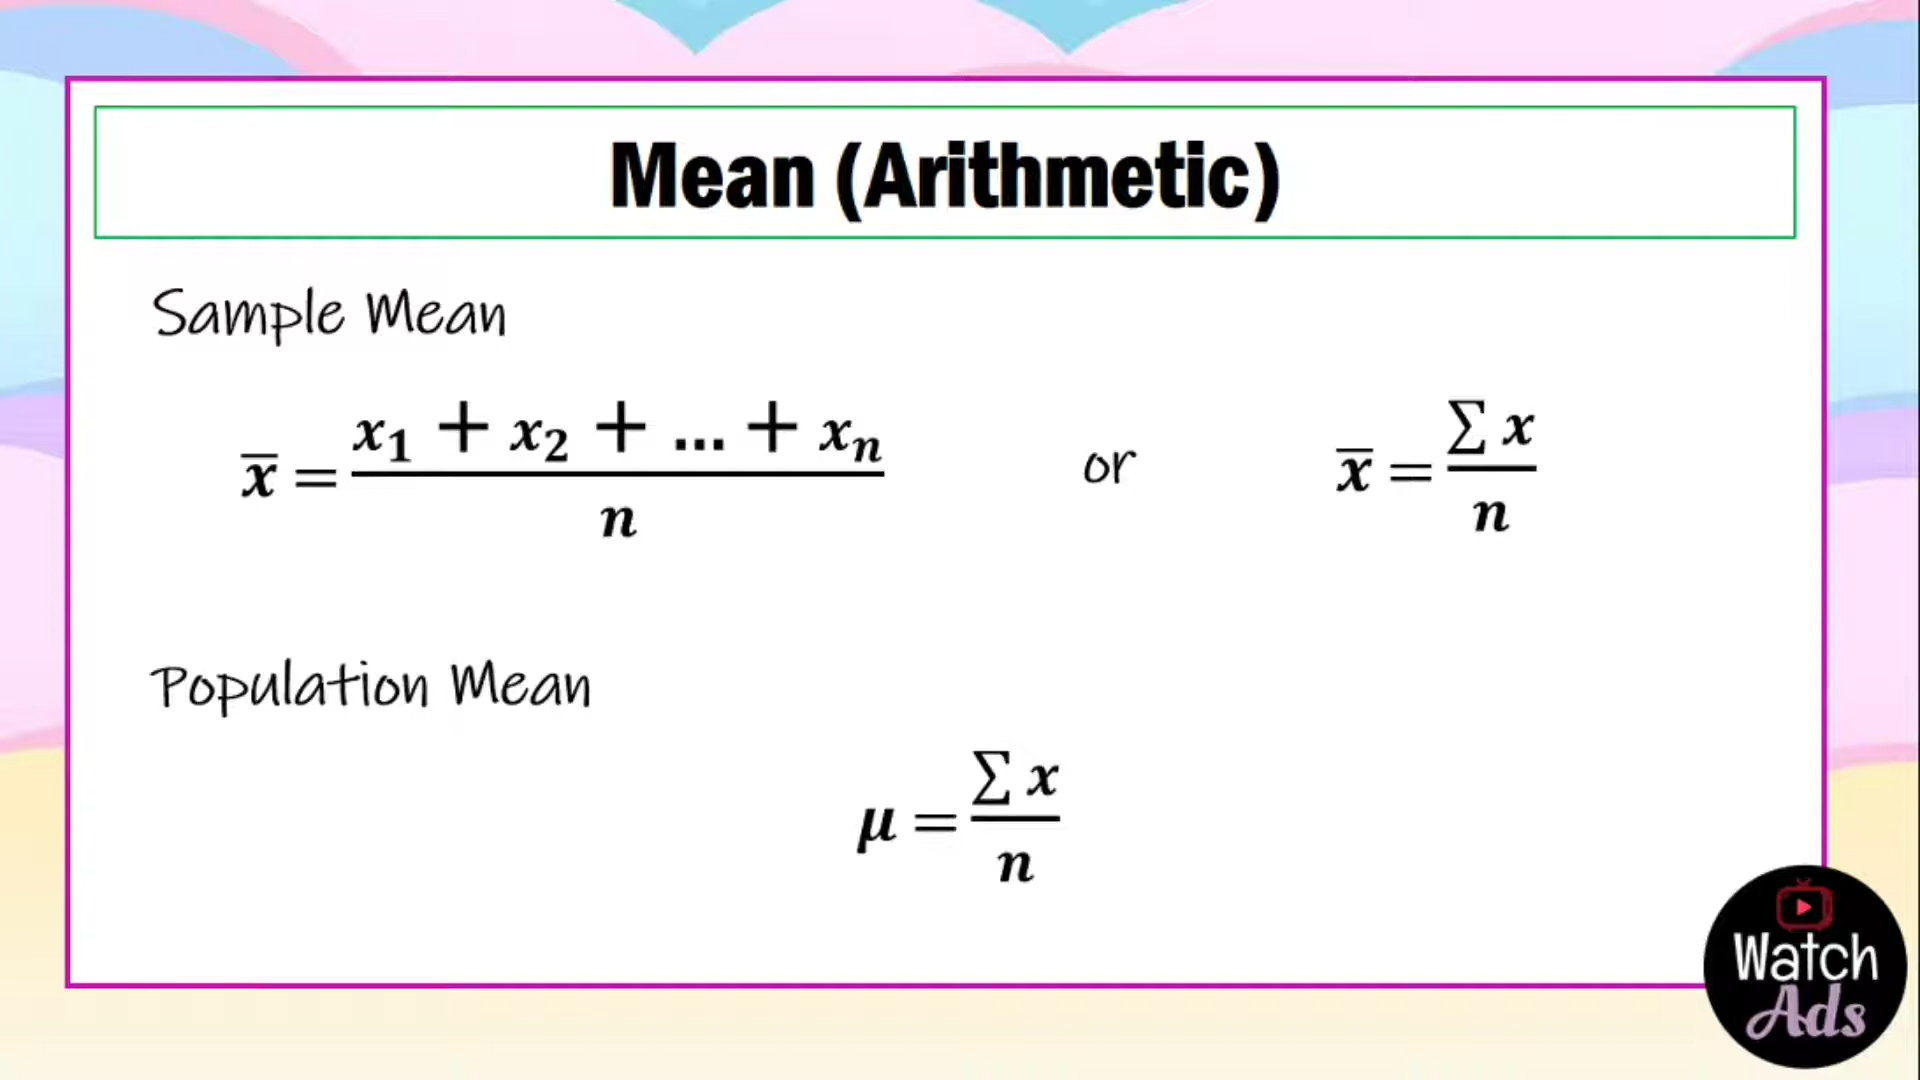 Mean (Arithmetic)
Sample Mean
x̄ = (x₁ + x₂ + ... + xₙ) / n or x̄ = ∑x / n
Population Mean
μ = ∑x / n
Watch
Ads